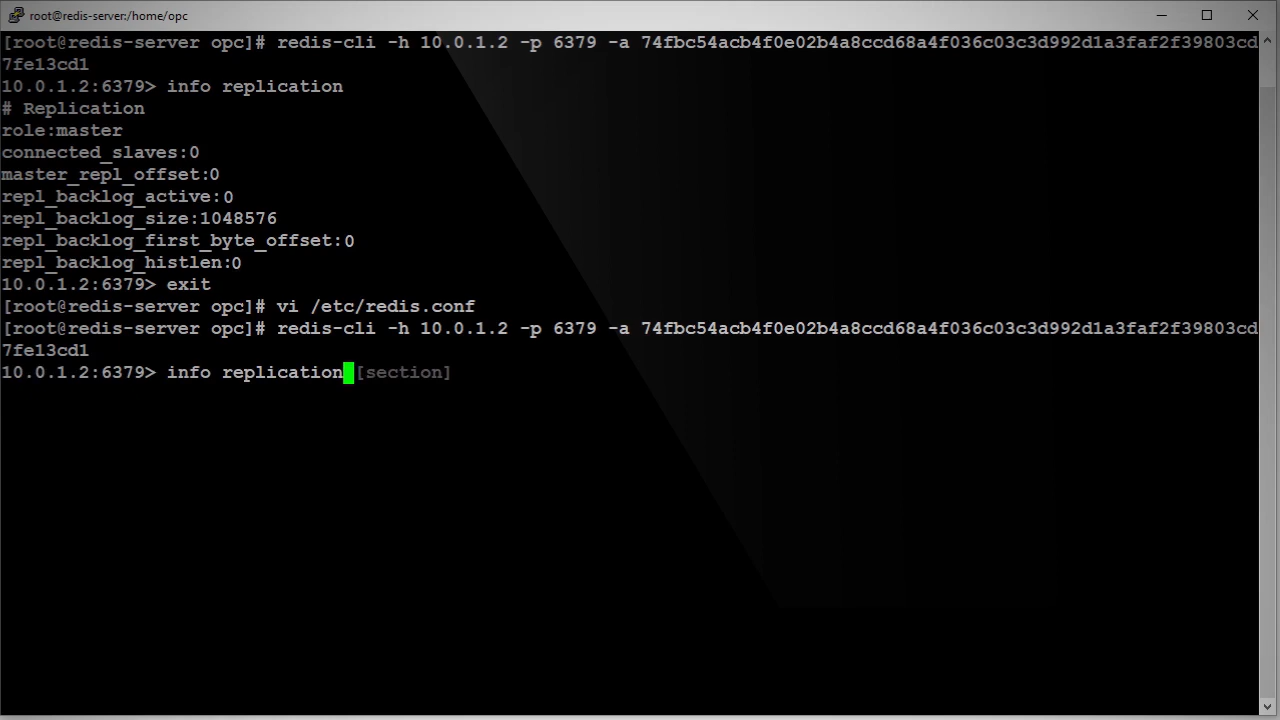 root@redis-server:/home/opc
[root@redis-server opc]# redis-cli -h 10.0.1.2 -p 6379 -a 74fbc54acb4f0e02b4a8ccd68a4f036c03c3d992d1a3faf2f39803cd
7fe13cd1
10.0.1.2:6379> info replication
# Replication
role:master
connected_slaves:0
master_repl_offset:0
repl_backlog_active:0
repl_backlog_size:1048576
repl_backlog_first_byte_offset:0
repl_backlog_histlen:0
10.0.1.2:6379> exit
[root@redis-server opc]# vi /etc/redis.conf
[root@redis-server opc]# redis-cli -h 10.0.1.2 -p 6379 -a 74fbc54acb4f0e02b4a8ccd68a4f036c03c3d992d1a3faf2f39803cd
7fe13cd1
10.0.1.2:6379> info replication [section]